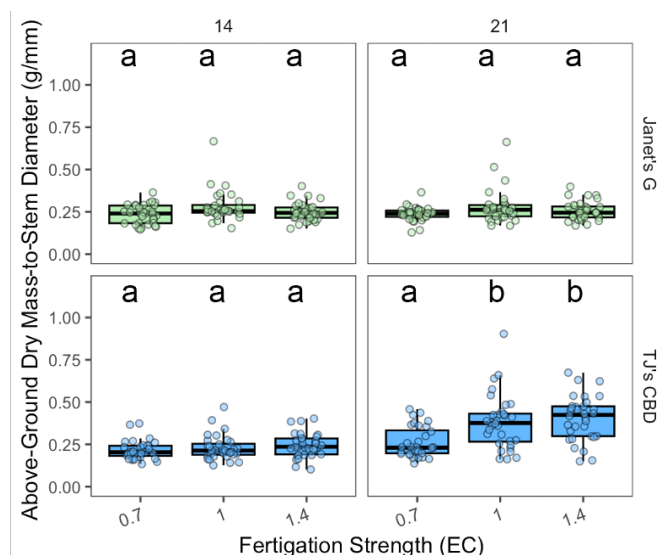 14 21
a a a a a a
1.00
0.75
0.50
0.25
0.00
Janet's G
a a a a b b
1.00
0.75
0.50
0.25
0.00
TJ's CBD
0.7 1 1.4 0.7 1 1.4
Above-Ground Dry Mass-to-Stem Diameter (g/mm)
Fertigation Strength (EC)